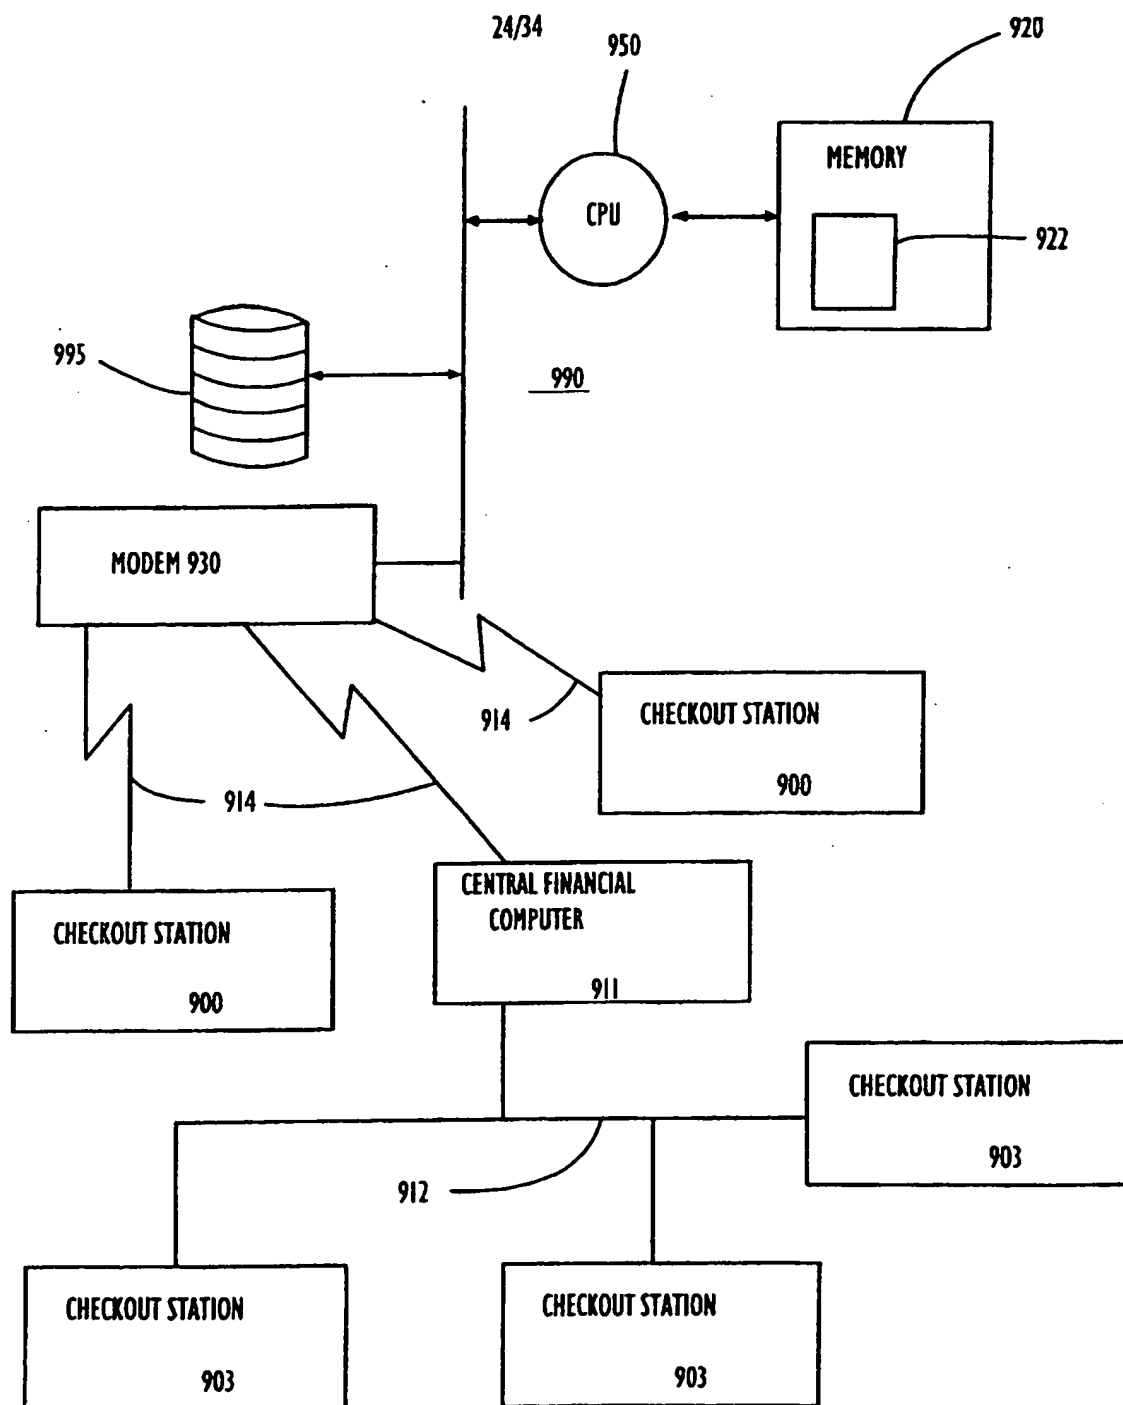 24/34
950
920
MEMORY
CPU
922
995
990
MODEM 930
914
CHECKOUT STATION
900
914
CENTRAL FINANCIAL
COMPUTER
911
CHECKOUT STATION
900
CHECKOUT STATION
903
912
CHECKOUT STATION
903
CHECKOUT STATION
903